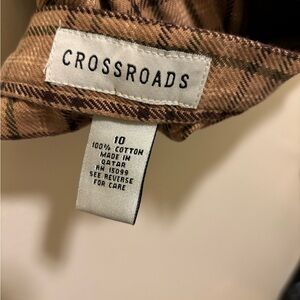 CROSSROADS
10
100% COTTON
MADE IN
QATAR
RN 15099
SEE REVERSE
FOR CARE